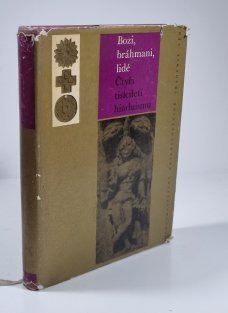 Bozi,
bráhmani,
lidé
Čtyři
tisíciletí
hinduismu